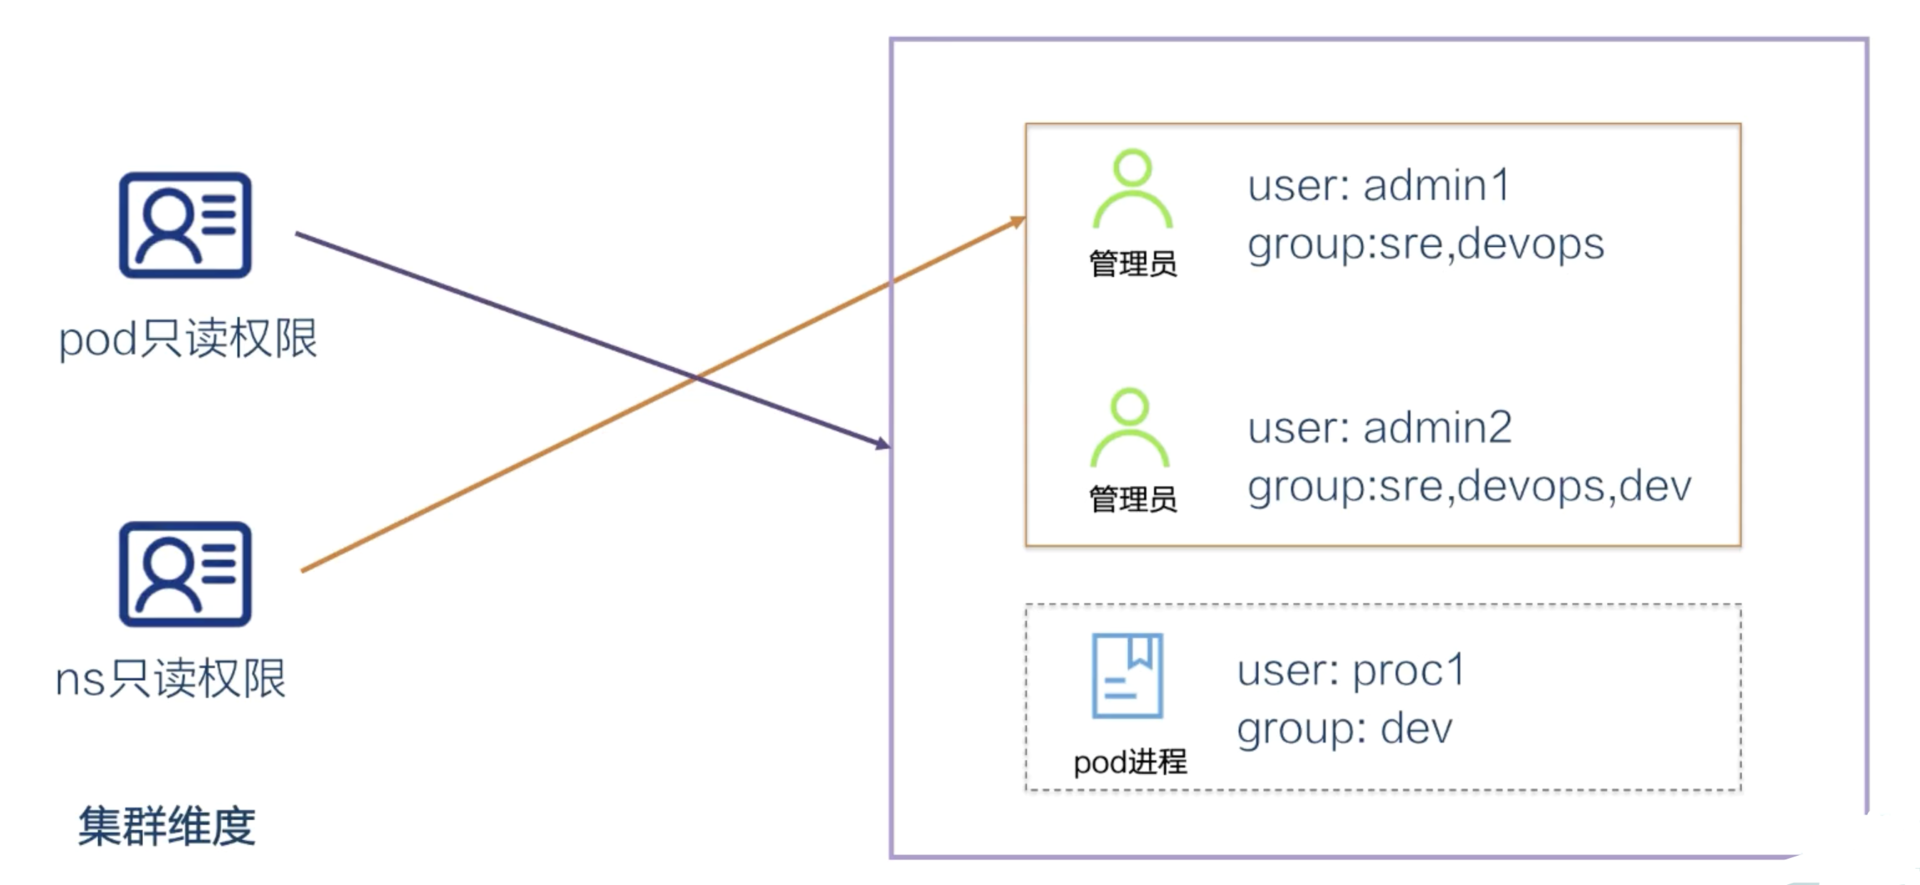 pod只读权限
ns只读权限
集群维度
user: admin1
group:sre,devops
管理员
user: admin2
group:sre,devops,dev
管理员
user: proc1
group: dev
pod进程